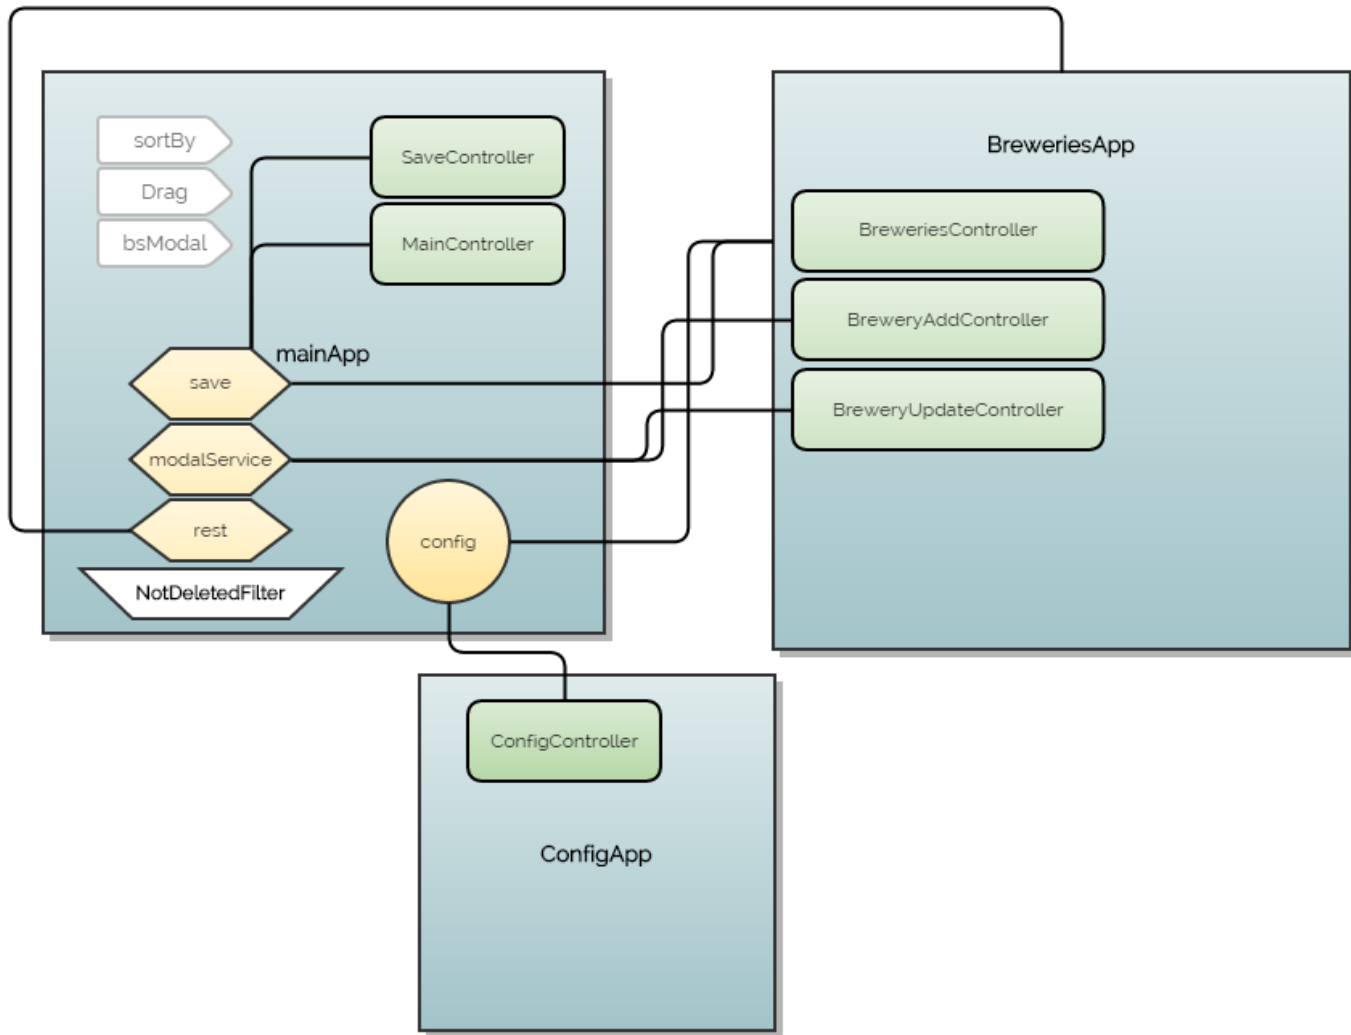 sortBy
Drag
bsModal
SaveController
MainController
mainApp
save
modalService
rest
NotDeletedFilter
config
BreweriesApp
BreweriesController
BreweryAddController
BreweryUpdateController
ConfigController
ConfigApp